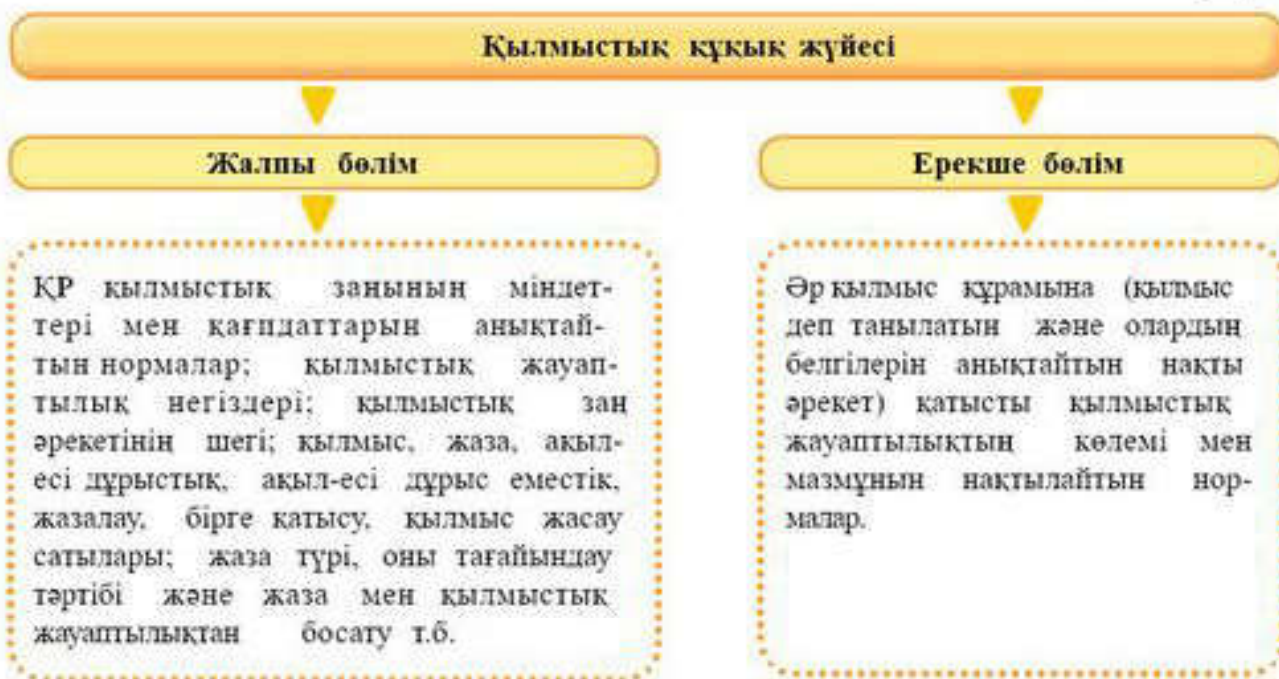 Қылмыстық құқық жүйесі
Жалпы бөлім
ҚР қылмыстық заңының міндет-
тері мен қағидаттарын анықтай-
тын нормалар; қылмыстық жауап-
тылық негіздері; қылмыстық заң
әрекетінің шегі; қылмыс, жаза, ақыл-
есі дұрыстық, ақыл-есі дұрыс еместік,
жазалау, бірге қатысу, қылмыс жасау
сатылары; жаза түрі, оны тағайындау
тәртібі және жаза мен қылмыстық
жауаптылықтан босату т.б.
Ерекше бөлім
Әр қылмыс құрамына (қылмыс
деп танылатын және олардың
белгілерін анықтайтын нақты
әрекет) қатысты қылмыстық
жауаптылықтың көлемі мен
мазмұнын нақтылайтын нор-
малар.